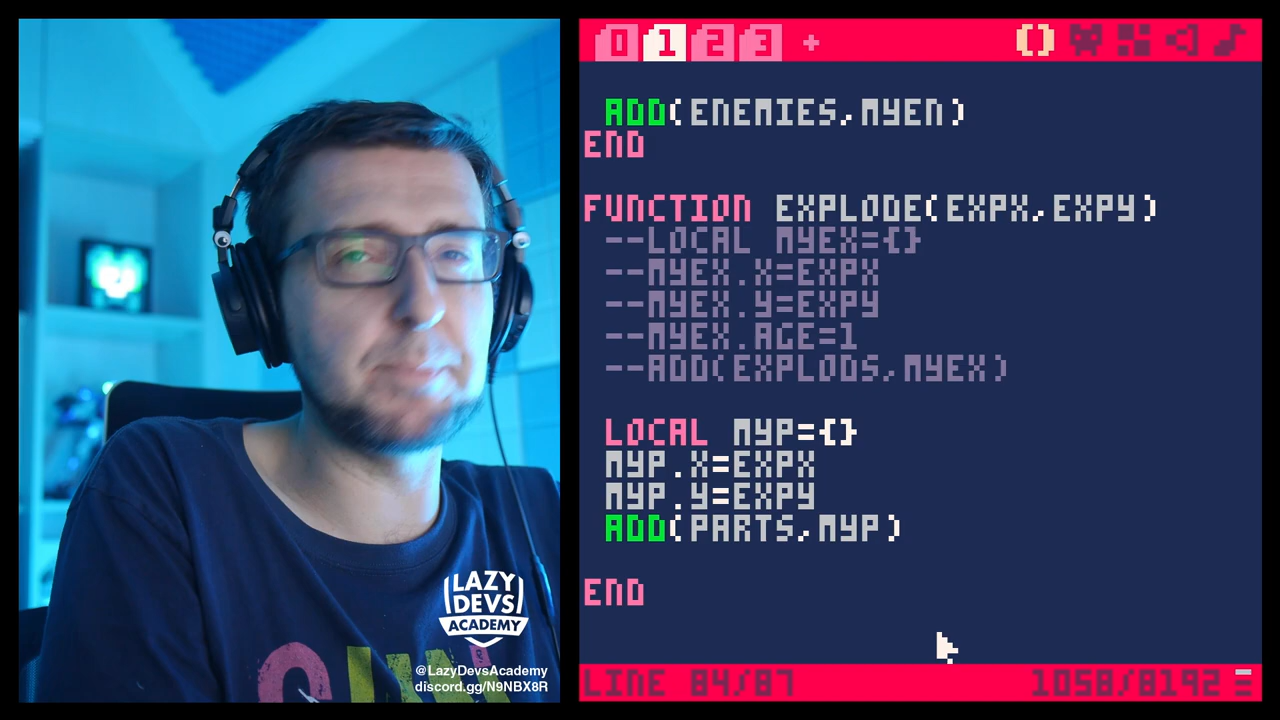 0 1 2 3 +
ADD(ENEMIES,MYEN)
END
FUNCTION EXPLODE(EXPX,EXPY)
--LOCAL MYEX={}
--MYEX.X=EXPX
--MYEX.Y=EXPY
--MYEX.AGE=1
--ADD(EXPLODS,MYEX)
LOCAL MYP={}
MYP.X=EXPX
MYP.Y=EXPY
ADD(PARTS,MYP)
END
LINE 84/87
1058/8192
LAZY
DEVS
ACADEMY
@LazyDevsAcademy
discord.gg/N9NBX8R